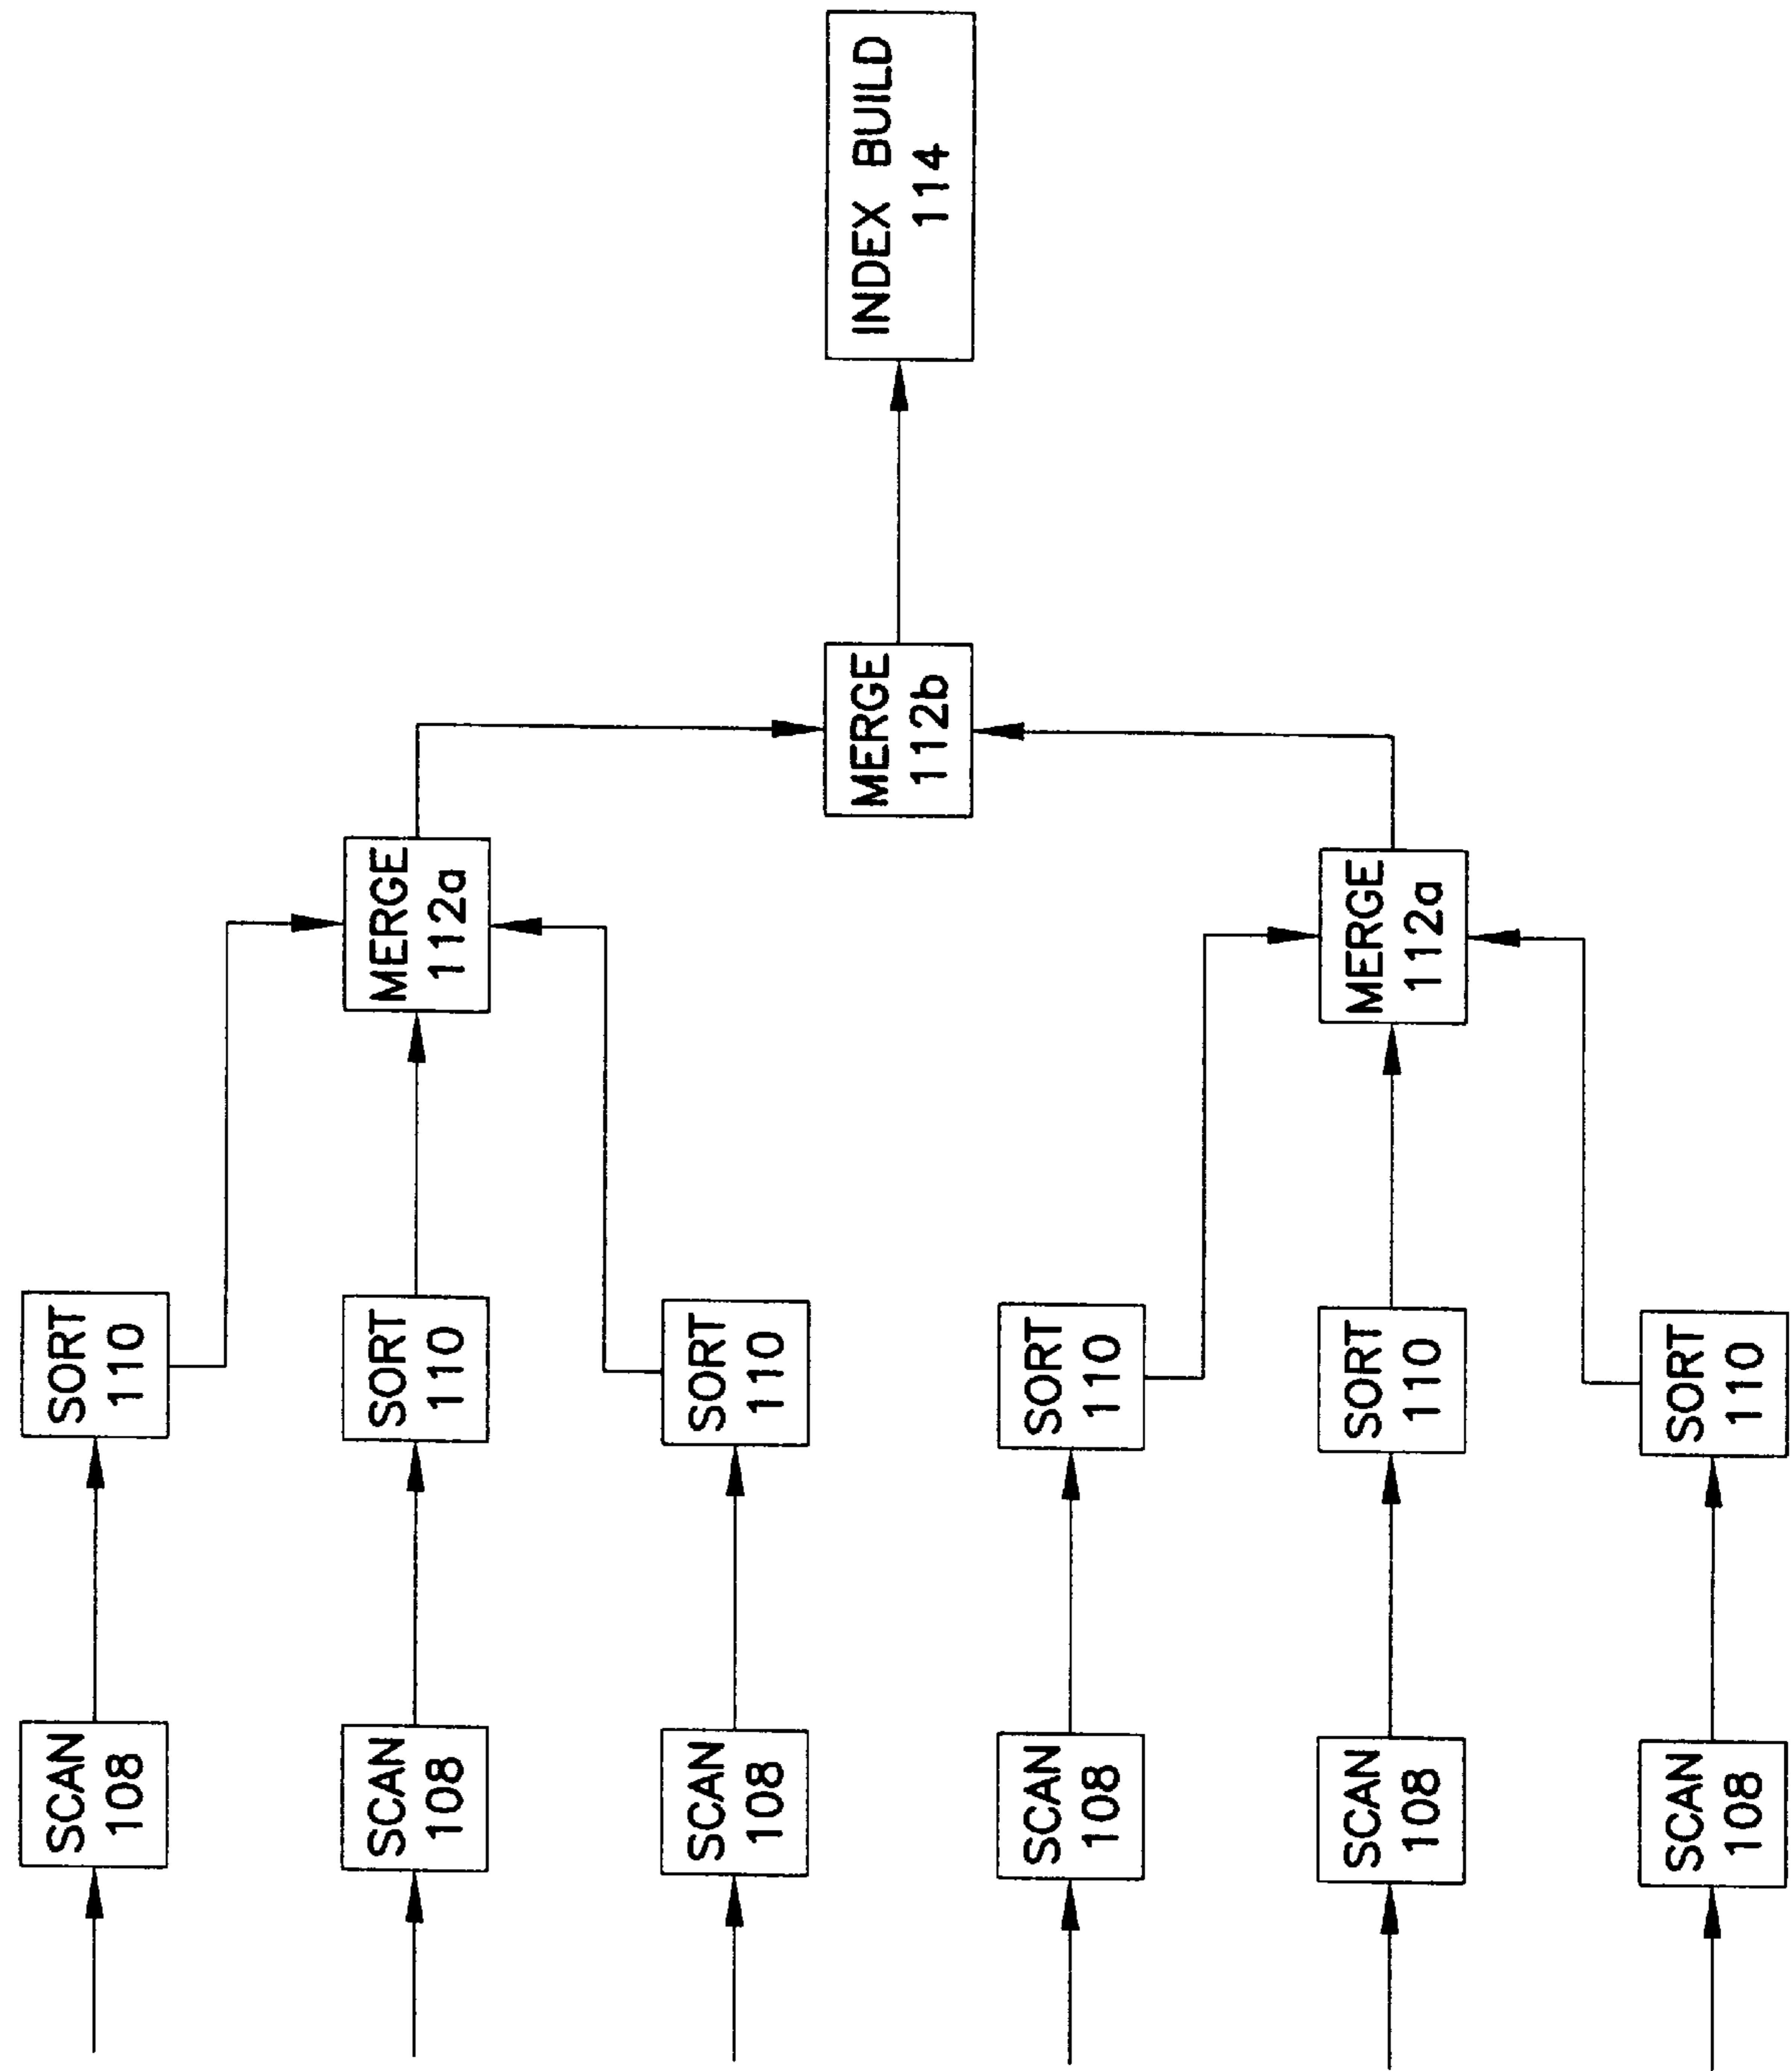 SCAN
108
SORT
110
SCAN
108
SORT
110
SCAN
108
SORT
110
MERGE
112a
MERGE
112b
INDEX BUILD
114
SCAN
108
SORT
110
SCAN
108
SORT
110
SCAN
108
SORT
110
MERGE
112a